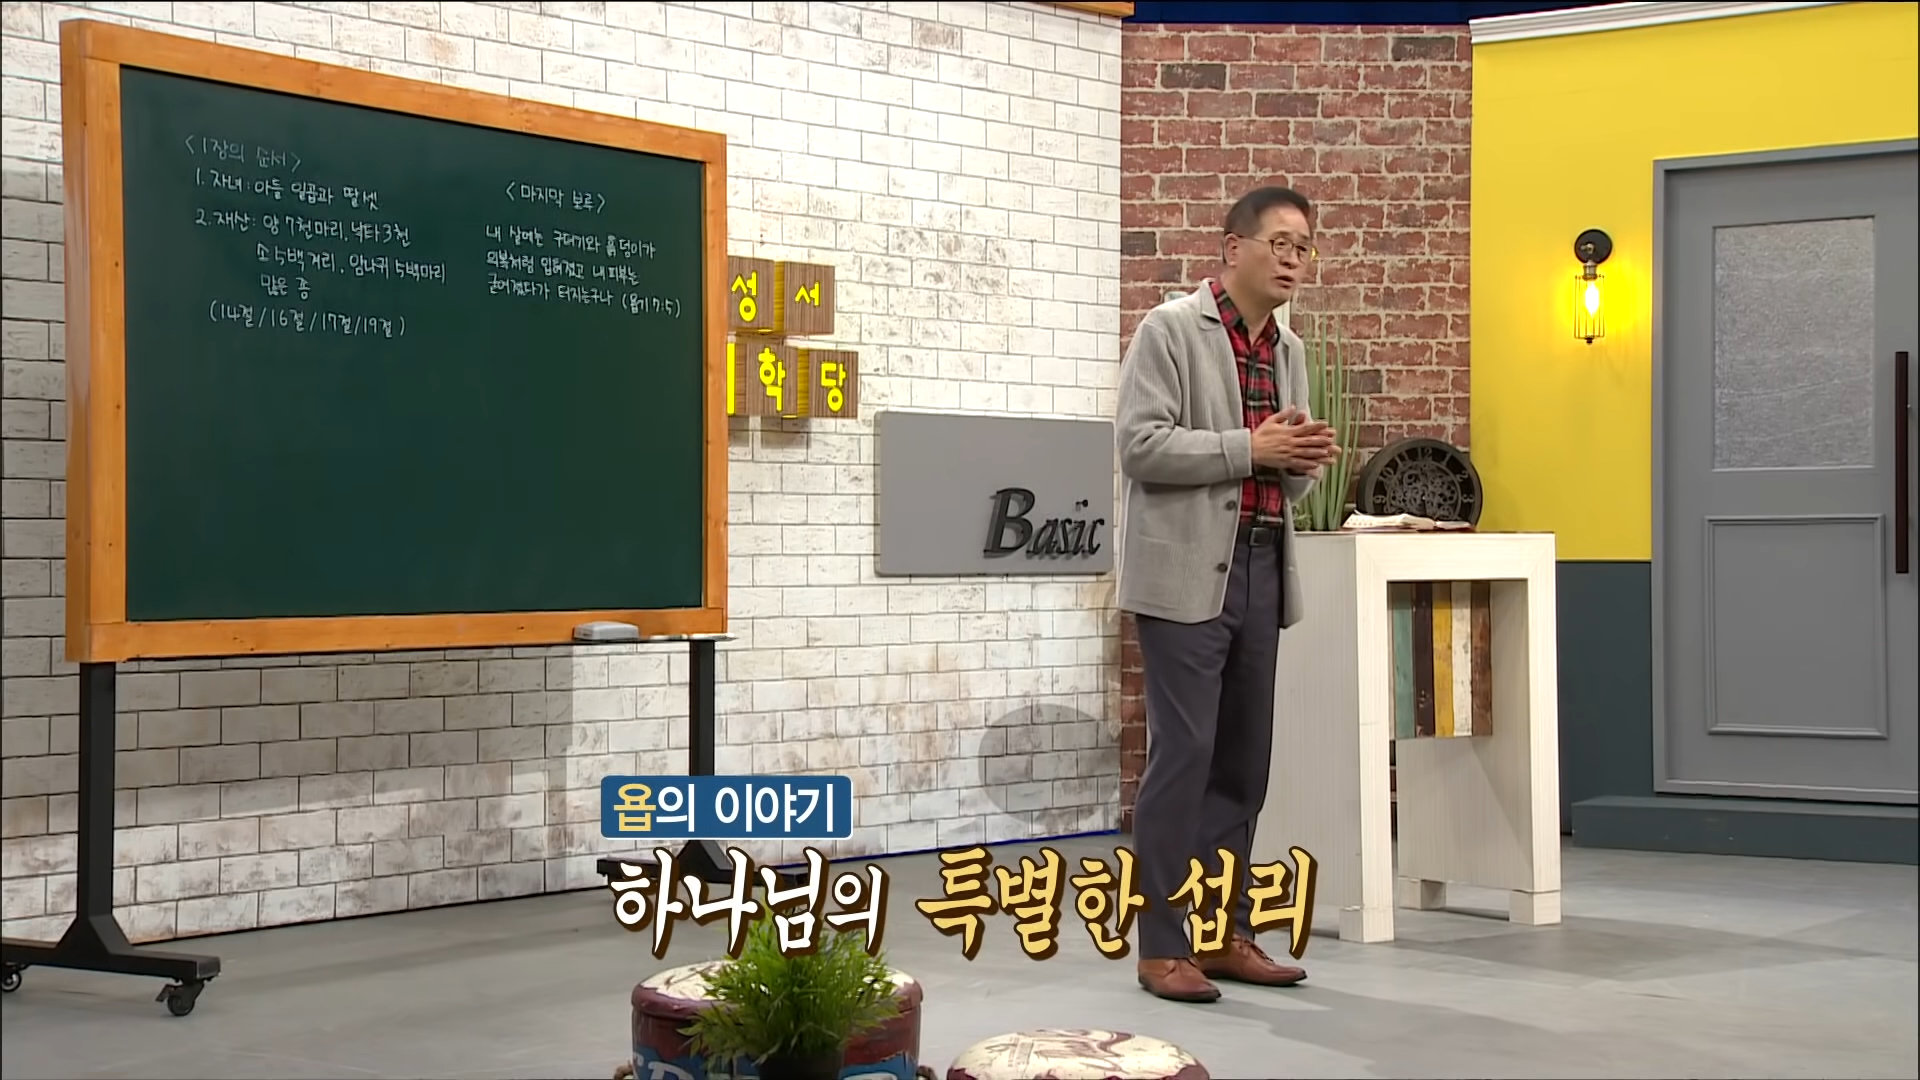 <1장의 순서>
1. 자녀: 아들 일곱과 딸 셋
2. 재산: 양 7천마리, 낙타 3천
소 5백 겨리, 암나귀 5백마리
많은 종
(14절/16절/17절/19절)
<마지막 보루>
내 살에는 구더기와 흙 덩이가
의복처럼 입혀졌고 내 피부는
굳어졌다가 터지는구나 (욥기 7:5)
성서
학당
Basic
욥의 이야기
하나님의 특별한 섭리